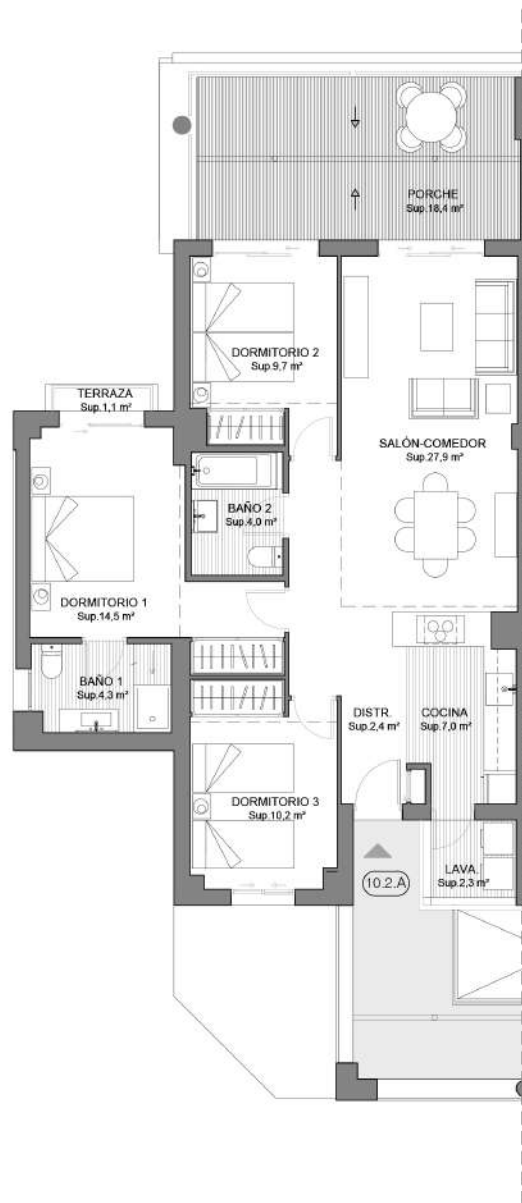 PORCHE
Sup.18,4 m²
DORMITORIO 2
Sup.9,7 m²
TERRAZA
Sup.1,1 m²
SALÓN-COMEDOR
Sup.27,9 m²
BAÑO 2
Sup.4,0 m²
DORMITORIO 1
Sup.14,5 m²
BAÑO 1
Sup.4,3 m²
DISTR.
Sup.2,4 m²
COCINA
Sup.7,0 m²
DORMITORIO 3
Sup.10,2 m²
LAVA.
Sup.2,3 m²
10.2.A